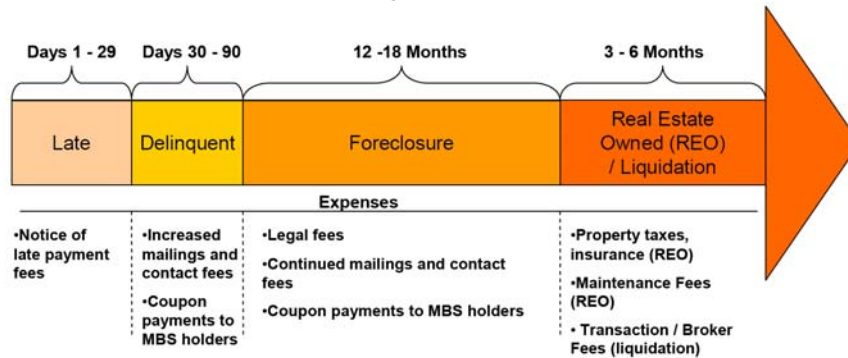 Days 1 - 29
Days 30 - 90
12 -18 Months
3 - 6 Months
Late
Delinquent
Foreclosure
Real Estate
Owned (REO)
/ Liquidation
Expenses
•Notice of
late payment
fees
•Increased
mailings and
contact fees
•Coupon
payments to
MBS holders
•Legal fees
•Continued mailings and contact
fees
•Coupon payments to MBS holders
•Property taxes,
insurance (REO)
•Maintenance Fees
(REO)
• Transaction / Broker
Fees (liquidation)